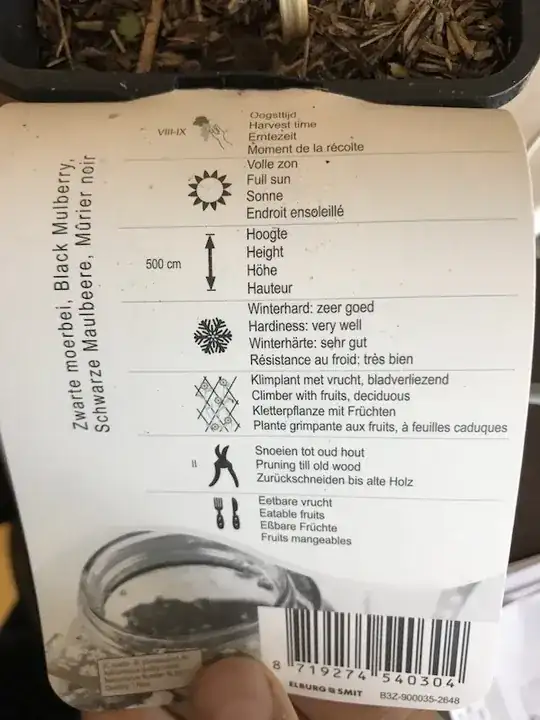 Zwarte moerbei, Black Mulberry,
Schwarze Maulbeere, Mûrier noir
VIII-IX
Oogsttijd
Harvest time
Erntezeit
Moment de la récolte
Volle zon
Full sun
Sonne
Endroit ensoleillé
500 cm
Hoogte
Height
Höhe
Hauteur
Winterhard: zeer goed
Hardiness: very well
Winterhärte: sehr gut
Résistance au froid: très bien
Klimplant met vrucht, bladverliezend
Climber with fruits, deciduous
Kletterpflanze mit Früchten
Plante grimpante aux fruits, à feuilles caduques
II
Snoeien tot oud hout
Pruning till old wood
Zurückschneiden bis alte Holz
Eetbare vrucht
Eatable fruits
Eßbare Früchte
Fruits mangeables
8 719274 540304
ELBURG SMIT
B3Z-900035-2648